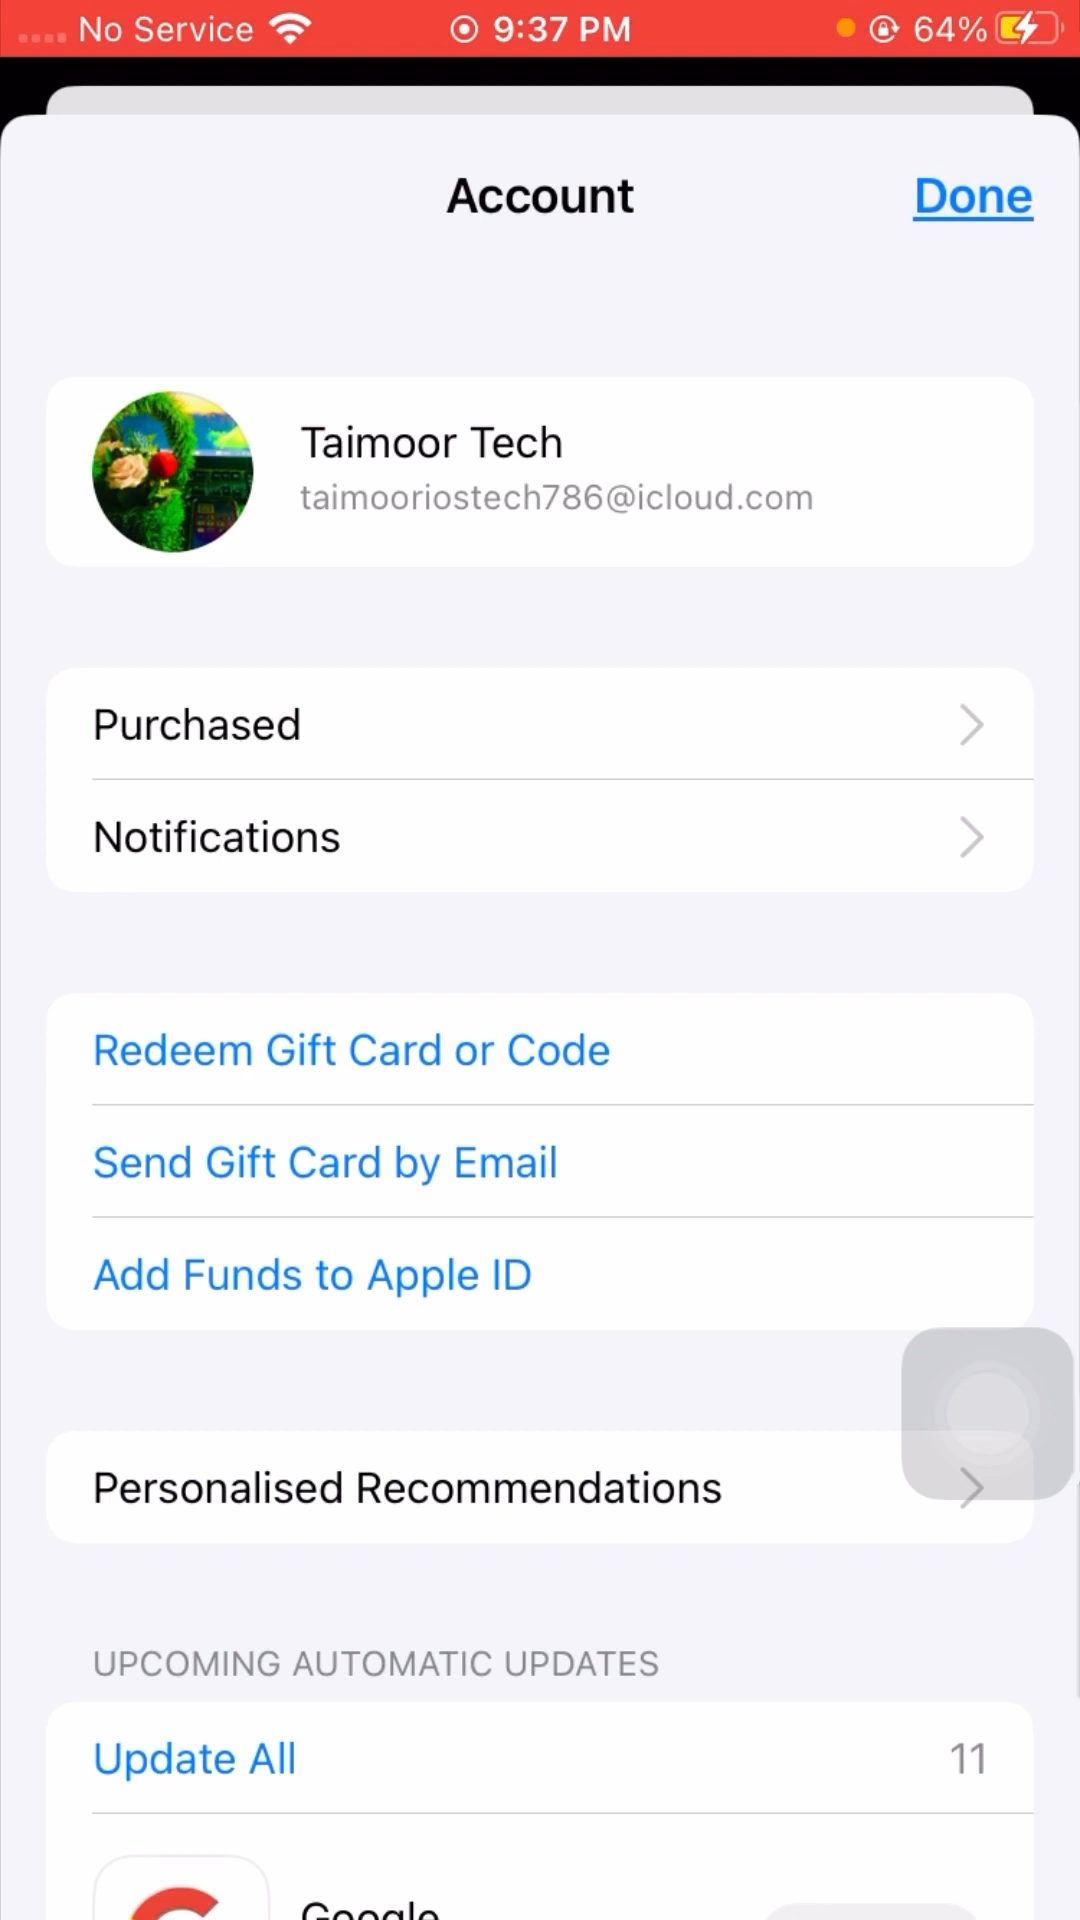 No Service 9:37 PM 64%
Account Done
Taimoor Tech
taimooriostech786@icloud.com
Purchased
Notifications
Redeem Gift Card or Code
Send Gift Card by Email
Add Funds to Apple ID
Personalised Recommendations
UPCOMING AUTOMATIC UPDATES
Update All 11
Google